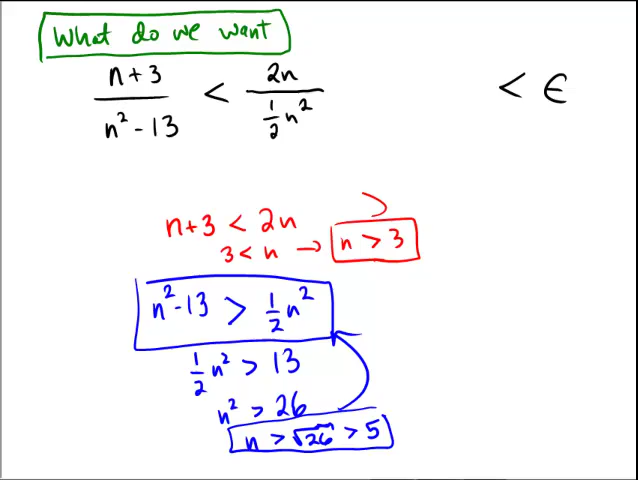 What do we want
n + 3 / n² - 13 < 2n / ½n² < ϵ
n+3 < 2n
3 < n → n > 3
n² - 13 > ½n²
½n² > 13
n² > 26
n > √26 > 5